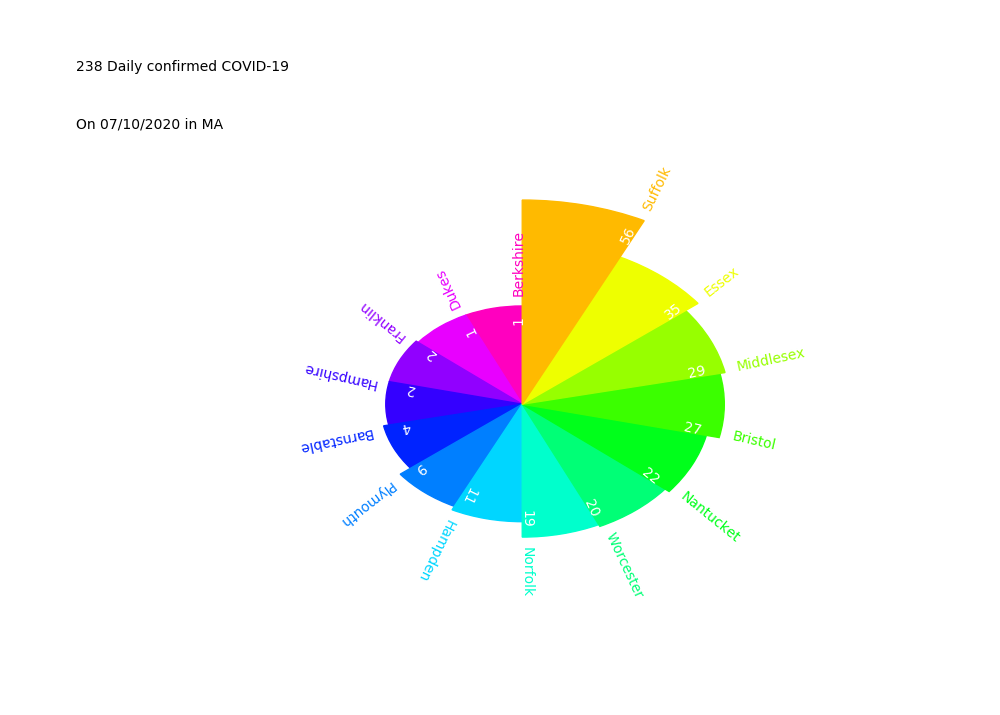 238 Daily confirmed COVID-19
On 07/10/2020 in MA
Suffolk
56
Essex
35
Middlesex
29
Bristol
27
Nantucket
22
Worcester
20
Norfolk
19
Hampden
11
Plymouth
9
Barnstable
4
Hampshire
2
Franklin
2
Dukes
1
Berkshire
1